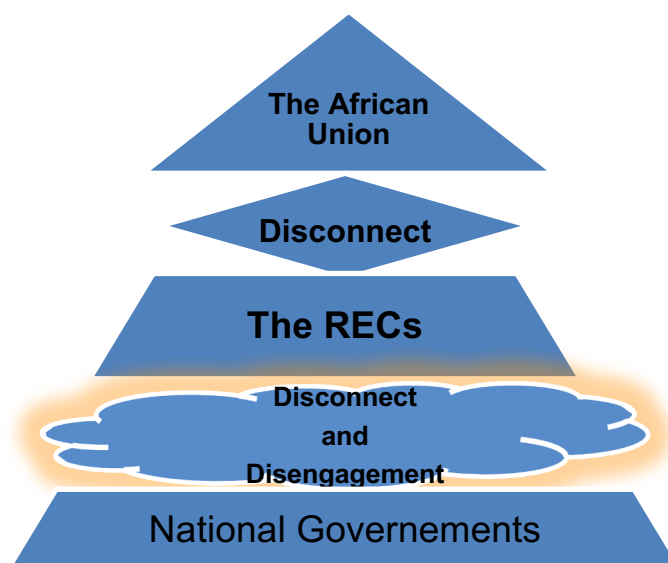 The African
Union
Disconnect
The RECs
Disconnect
and
Disengagement
National Governements